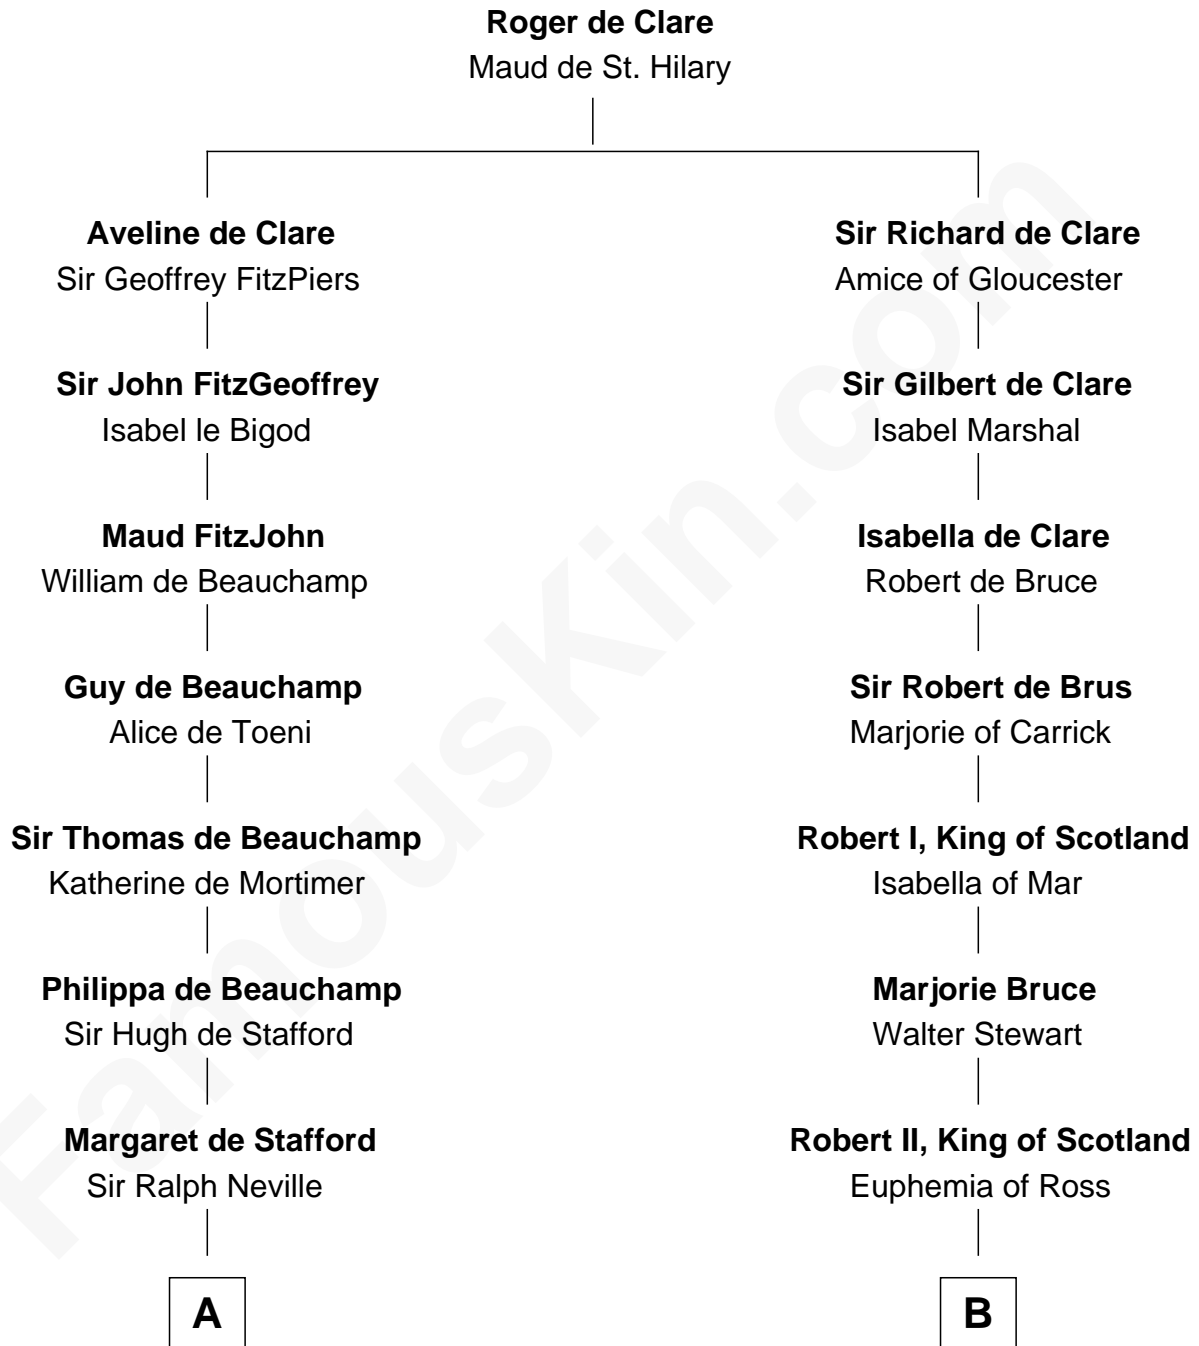 Roger de Clare
Maud de St. Hilary
Aveline de Clare
Sir Geoffrey FitzPiers
Sir Richard de Clare
Amice of Gloucester
Sir John FitzGeoffrey
Isabel le Bigod
Sir Gilbert de Clare
Isabel Marshal
Maud FitzJohn
William de Beauchamp
Isabella de Clare
Robert de Bruce
Guy de Beauchamp
Alice de Toeni
Sir Robert de Brus
Marjorie of Carrick
Sir Thomas de Beauchamp
Katherine de Mortimer
Robert I, King of Scotland
Isabella of Mar
Philippa de Beauchamp
Sir Hugh de Stafford
Marjorie Bruce
Walter Stewart
Margaret de Stafford
Sir Ralph Neville
Robert II, King of Scotland
Euphemia of Ross
A
B
FamousKin.com